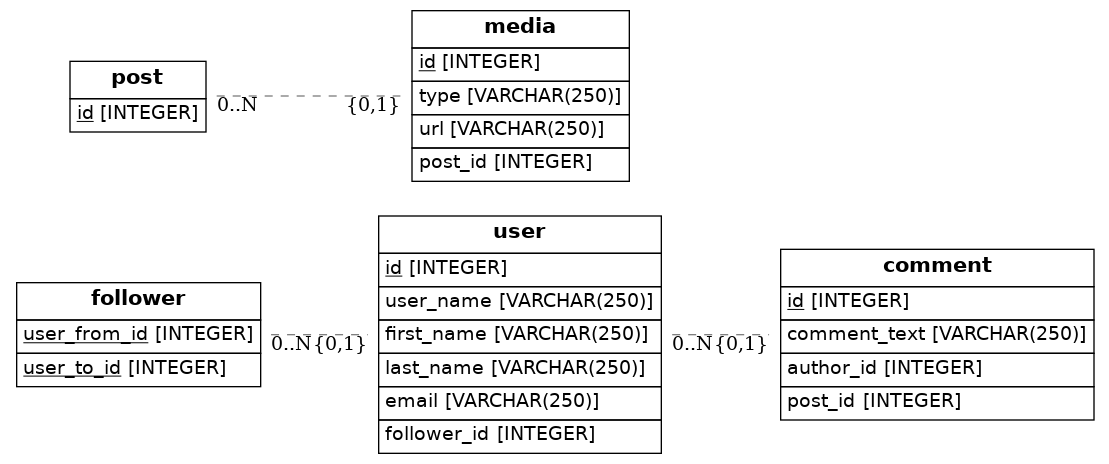 post
id [INTEGER]
0..N
{0,1}
media
id [INTEGER]
type [VARCHAR(250)]
url [VARCHAR(250)]
post_id [INTEGER]
follower
user_from_id [INTEGER]
user_to_id [INTEGER]
0..N
{0,1}
user
id [INTEGER]
user_name [VARCHAR(250)]
first_name [VARCHAR(250)]
last_name [VARCHAR(250)]
email [VARCHAR(250)]
follower_id [INTEGER]
0..N
{0,1}
comment
id [INTEGER]
comment_text [VARCHAR(250)]
author_id [INTEGER]
post_id [INTEGER]